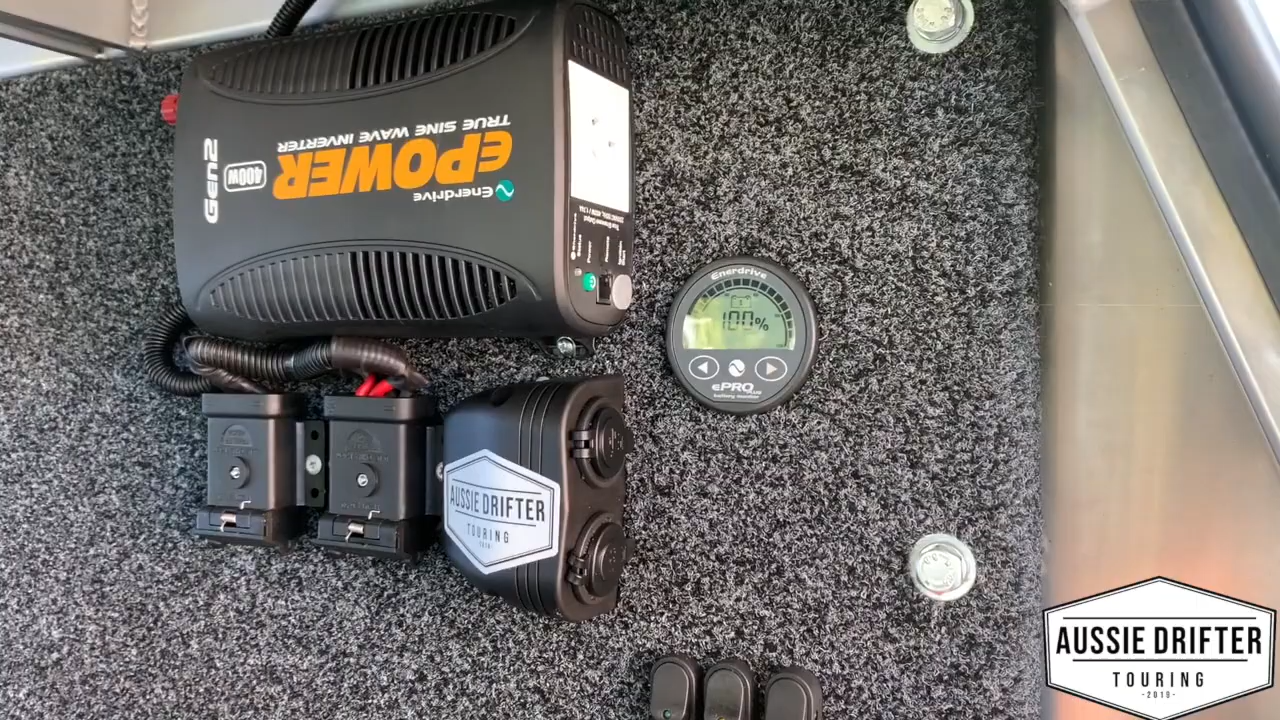 Gen2
400W
ePOWER
TRUE SINE WAVE INVERTER
Enerdrive
Enerdrive
100%
ePRO PLUS
battery monitor
AUSSIE DRIFTER
TOURING
AUSSIE DRIFTER
TOURING
-2019-